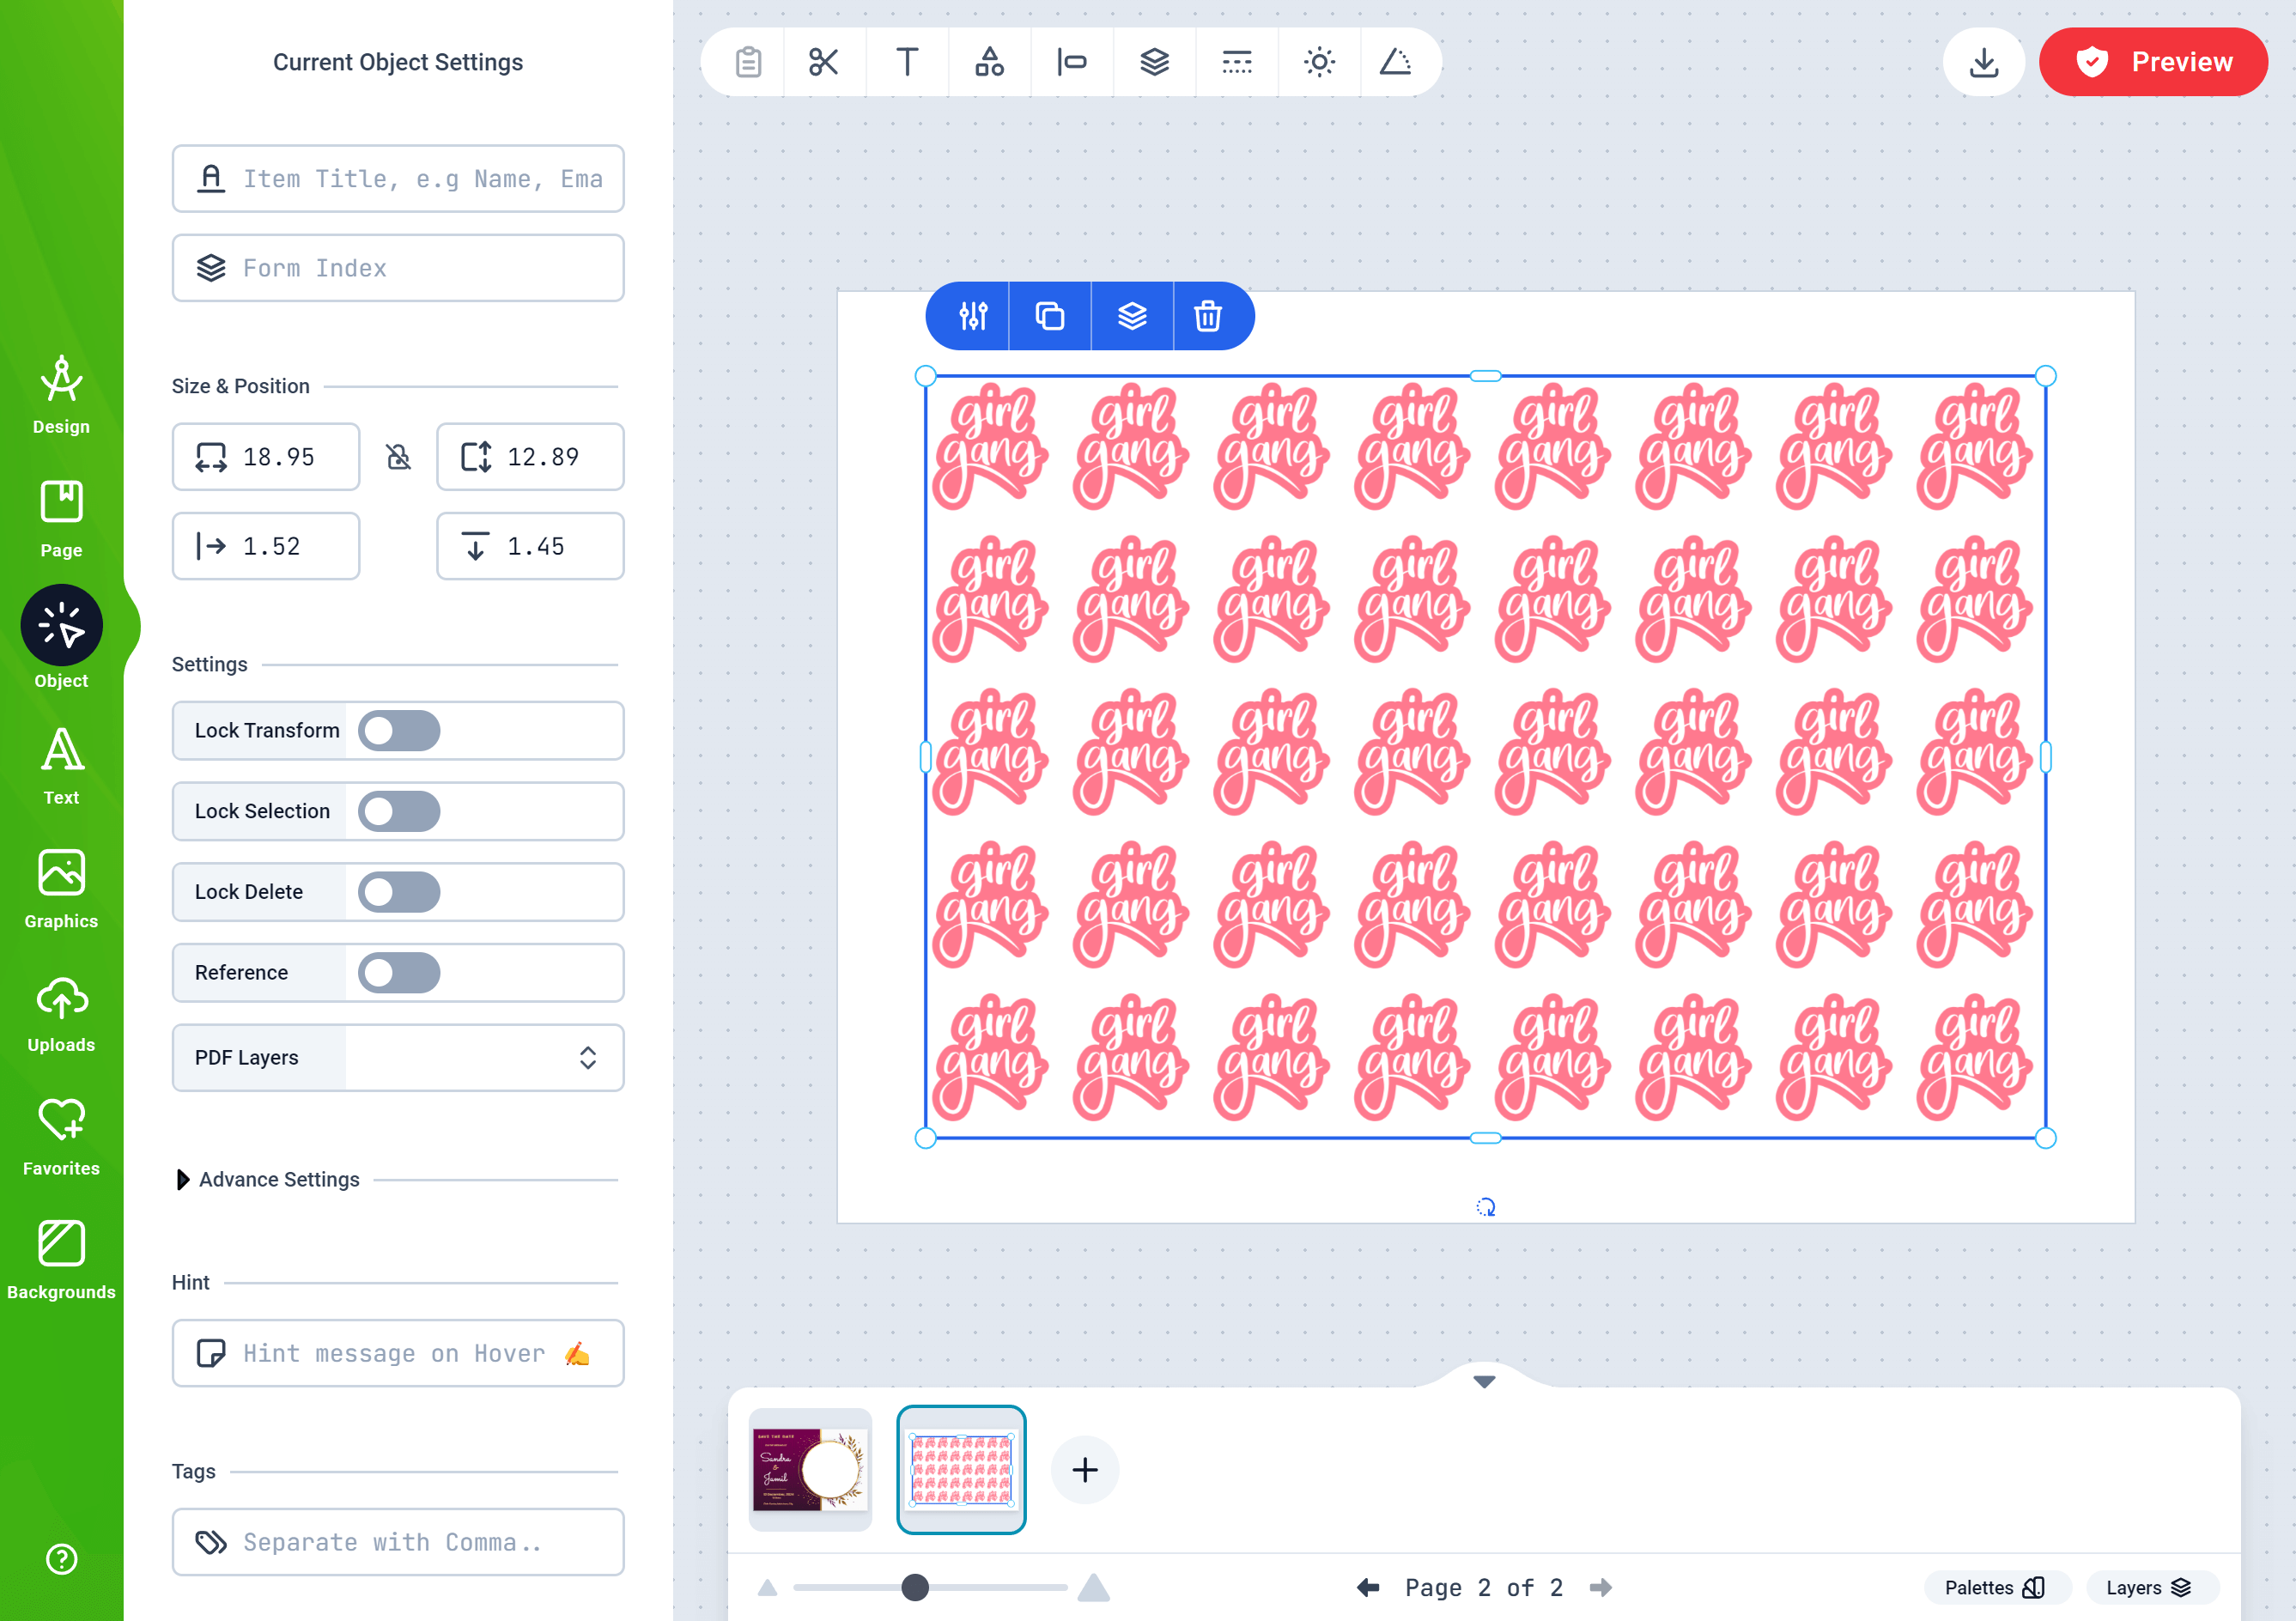 Current Object Settings
Preview
Item Title, e.g Name, Ema
Form Index
Size & Position
18.95
12.89
1.52
1.45
Settings
Lock Transform
Lock Selection
Lock Delete
Reference
PDF Layers
Advance Settings
Hint
Hint message on Hover ✍️
Tags
Separate with Comma..
Design
Page
Object
Text
Graphics
Uploads
Favorites
Backgrounds
girl girl girl girl girl girl girl girl
gang gang gang gang gang gang gang gang
girl girl girl girl girl girl girl girl
gang gang gang gang gang gang gang gang
girl girl girl girl girl girl girl girl
gang gang gang gang gang gang gang gang
girl girl girl girl girl girl girl girl
gang gang gang gang gang gang gang gang
girl girl girl girl girl girl girl girl
gang gang gang gang gang gang gang gang
SAVE THE DATE
Sandra
&
Jamil
Page 2 of 2
Palettes
Layers